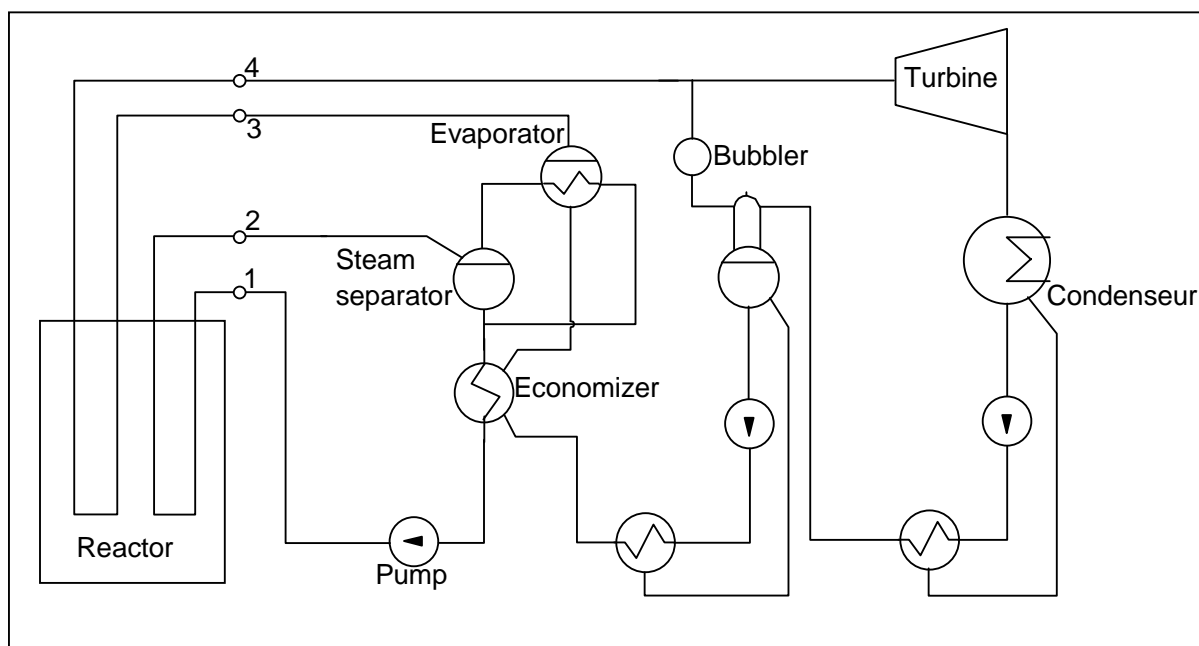 4
Turbine
3
Evaporator
Bubbler
2
Steam
separator
1
Condenseur
Economizer
Reactor
Pump